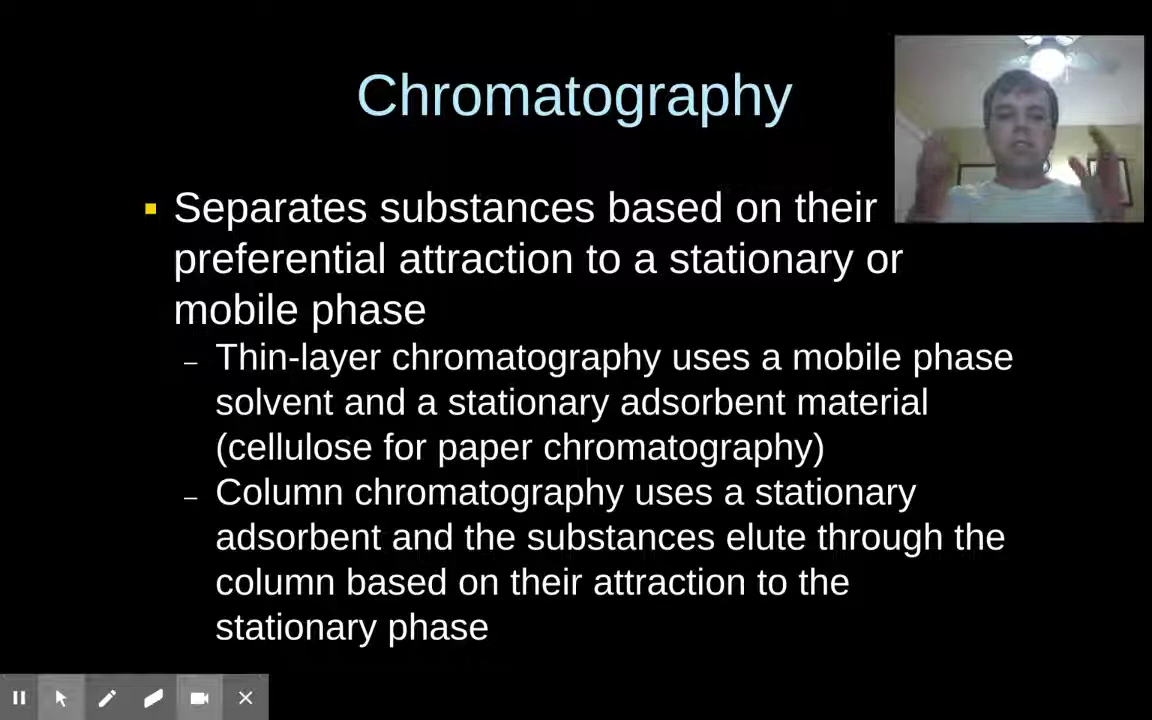 Chromatography
Separates substances based on their
preferential attraction to a stationary or
mobile phase
– Thin-layer chromatography uses a mobile phase
solvent and a stationary adsorbent material
(cellulose for paper chromatography)
– Column chromatography uses a stationary
adsorbent and the substances elute through the
column based on their attraction to the
stationary phase